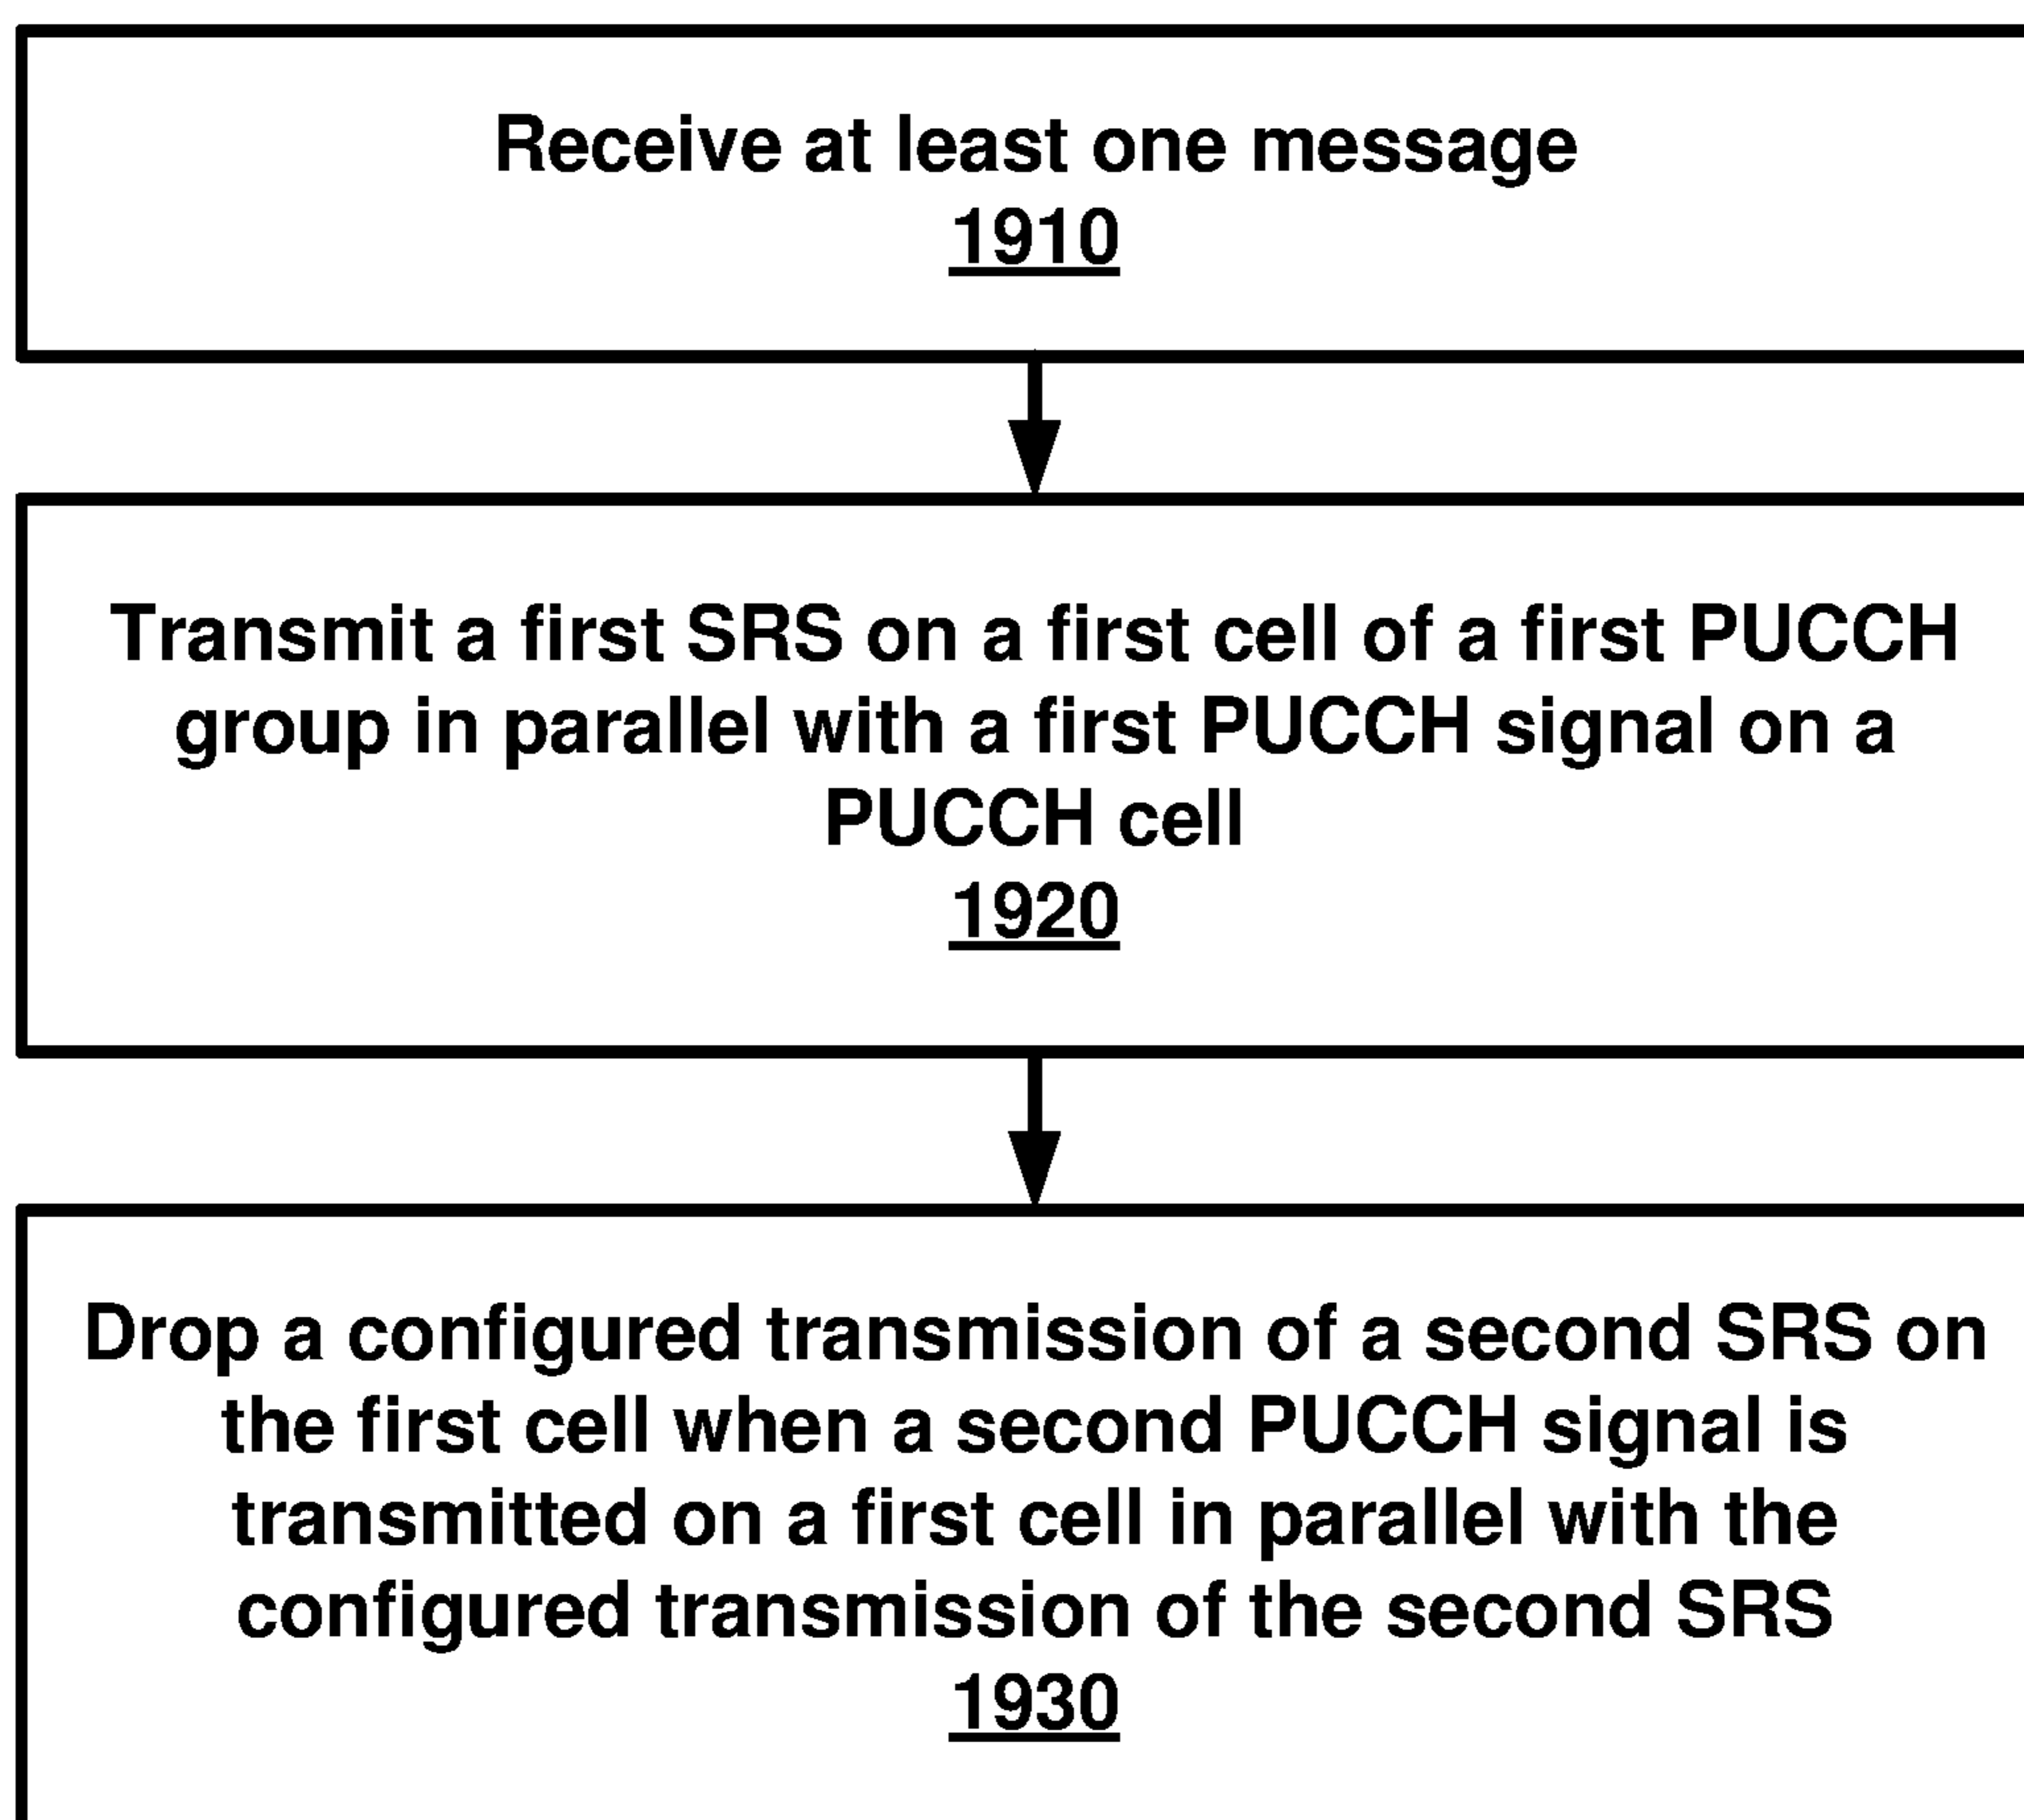 Receive at least one message
1910
Transmit a first SRS on a first cell of a first PUCCH
group in parallel with a first PUCCH signal on a
PUCCH cell
1920
Drop a configured transmission of a second SRS on
the first cell when a second PUCCH signal is
transmitted on a first cell in parallel with the
configured transmission of the second SRS
1930